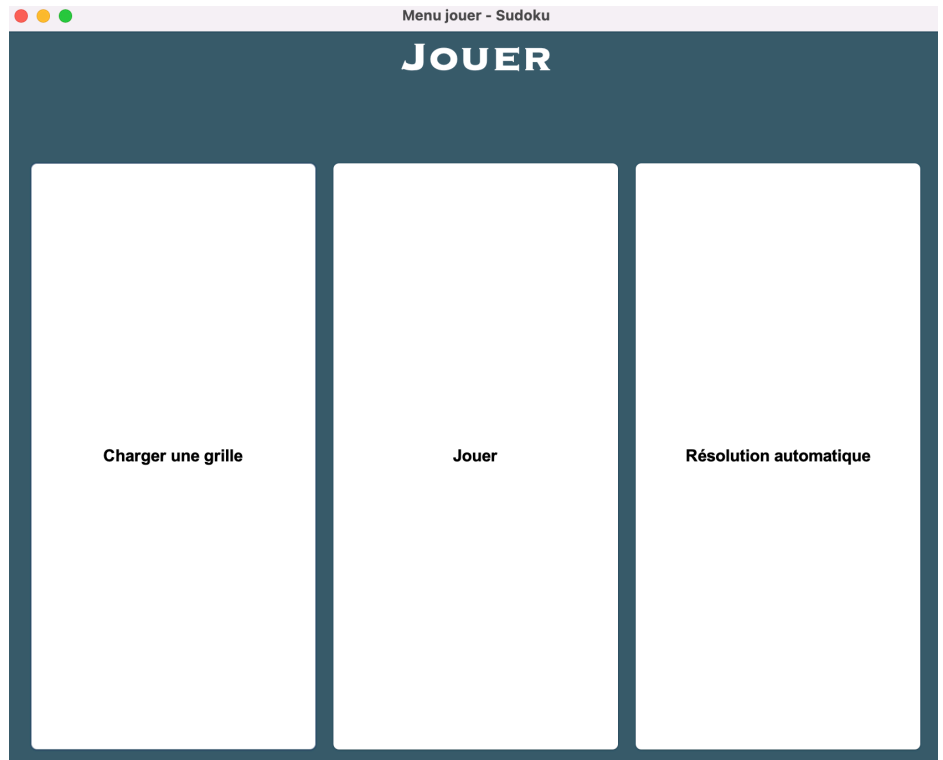 Menu jouer - Sudoku
JOUER
Charger une grille
Jouer
Résolution automatique